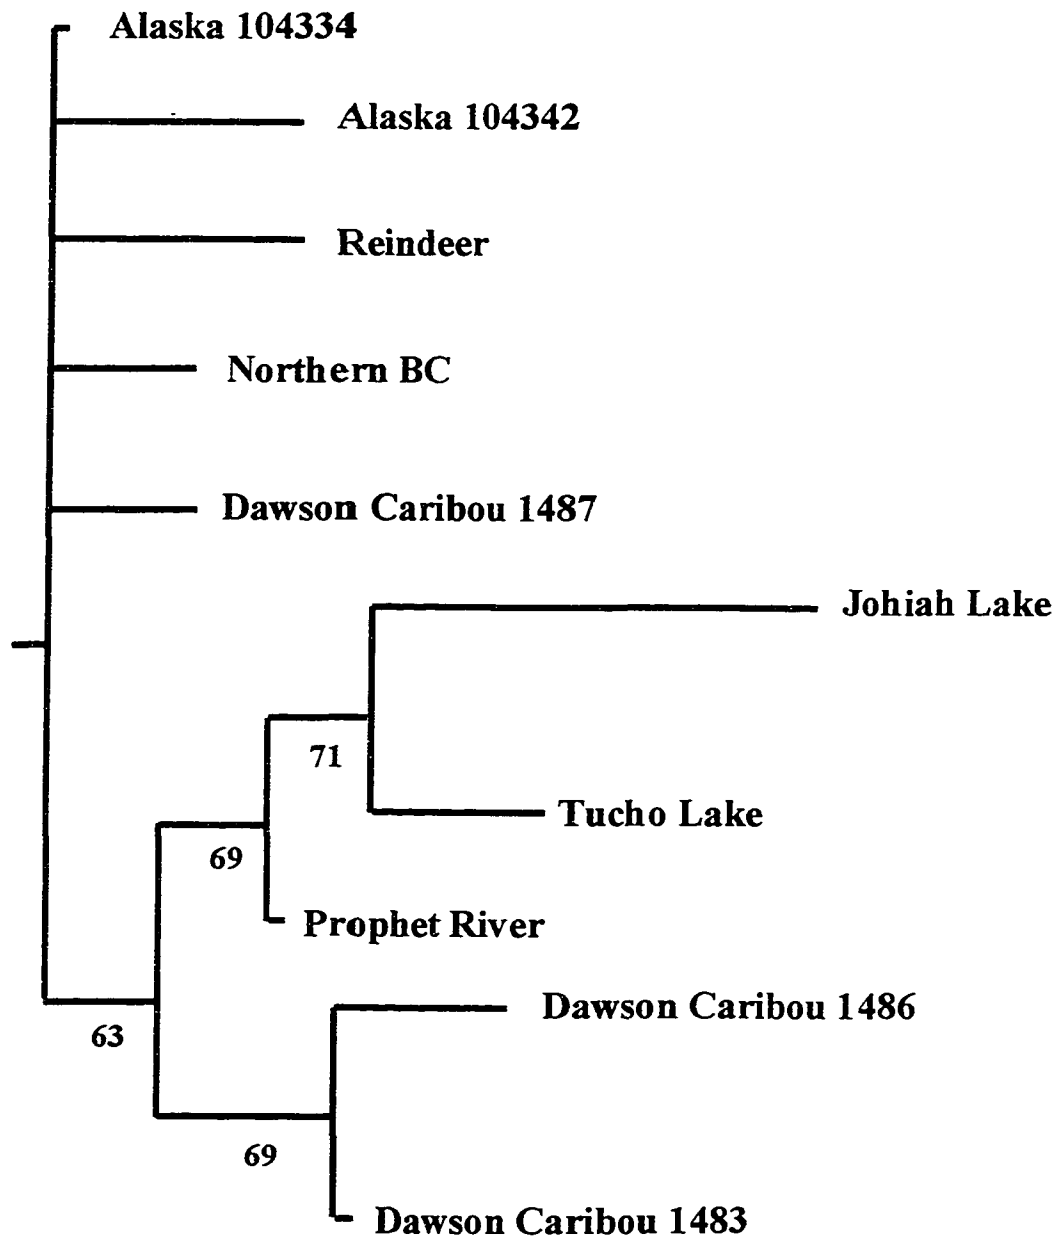 Alaska 104334
Alaska 104342
Reindeer
Northern BC
Dawson Caribou 1487
Johiah Lake
71
Tucho Lake
69
Prophet River
Dawson Caribou 1486
63
69
Dawson Caribou 1483